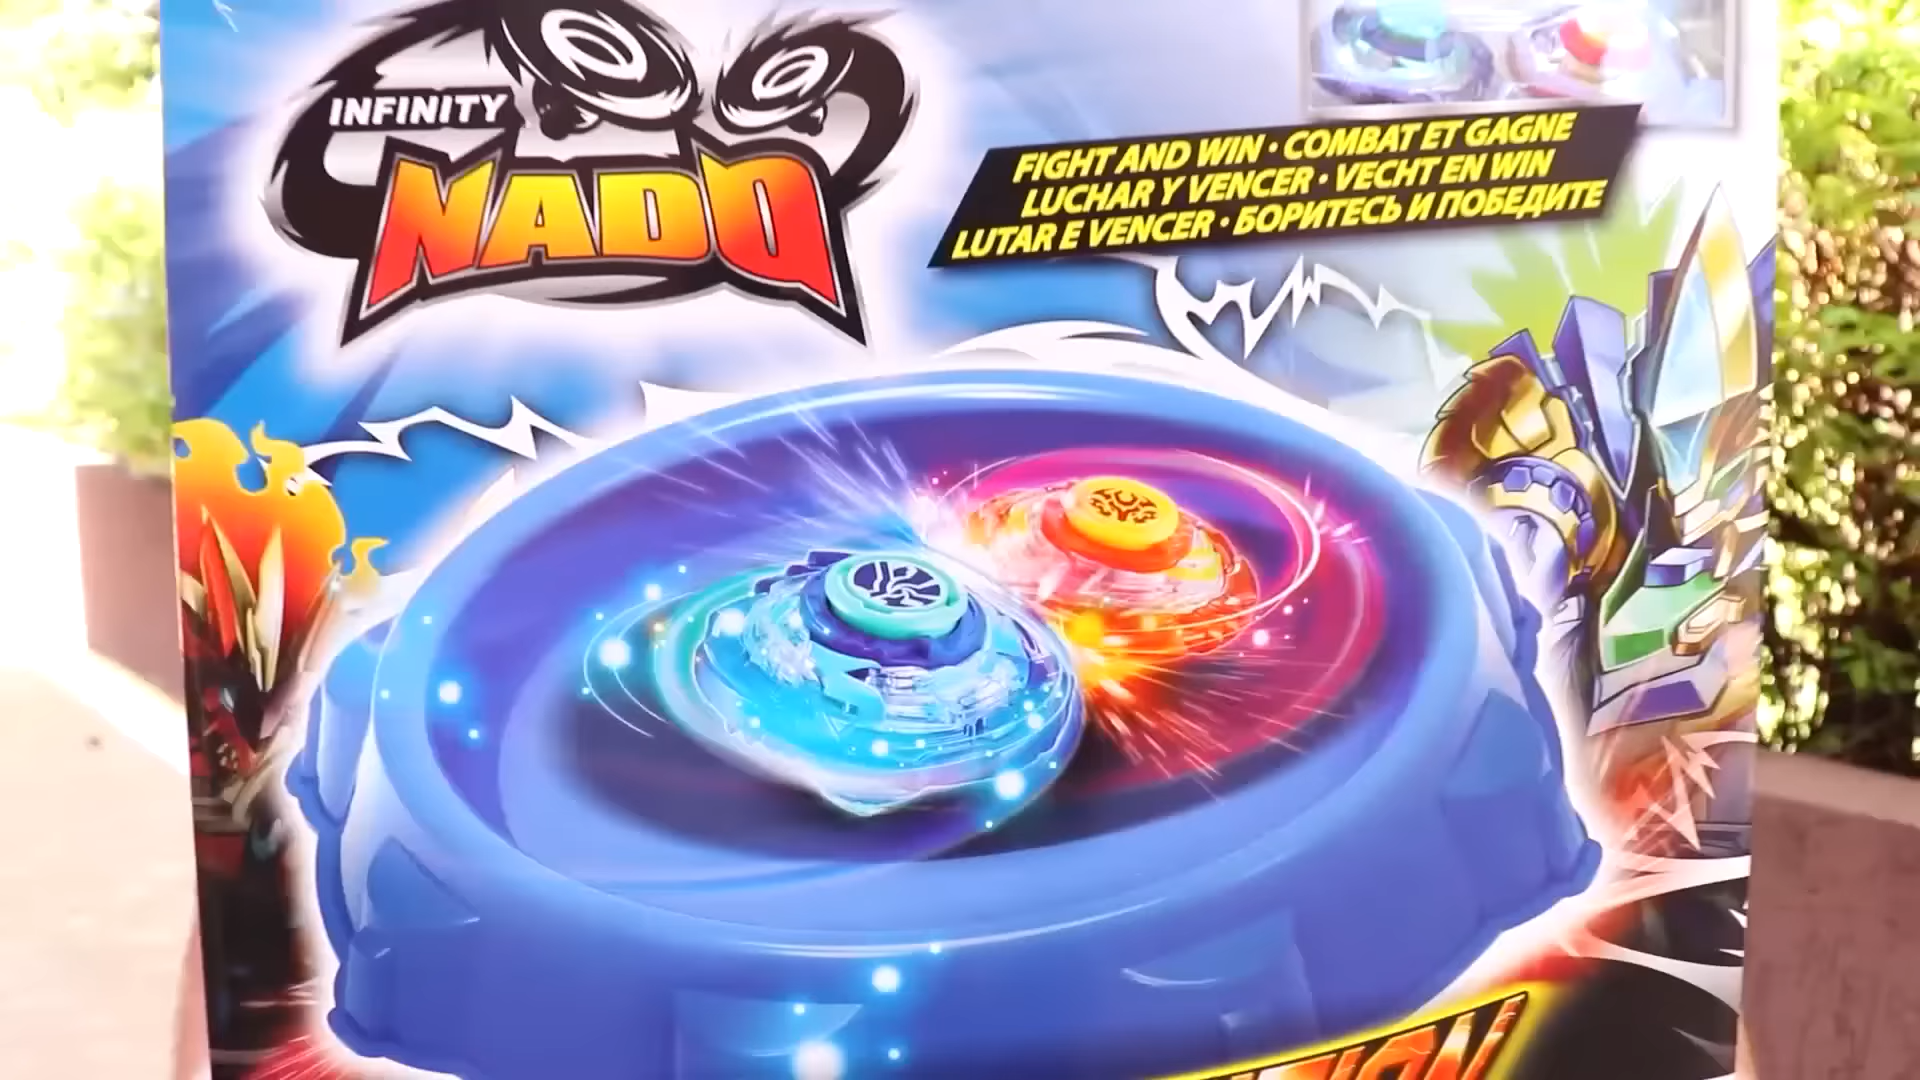 INFINITY
NADO
FIGHT AND WIN • COMBAT ET GAGNE
LUCHAR Y VENCER • VECHT EN WIN
LUTAR E VENCER • БОРИТЕСЬ И ПОБЕДИТЕ